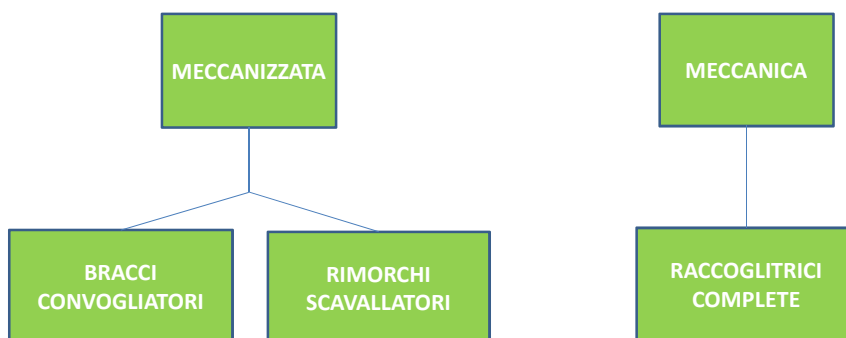 MECCANIZZATA
MECCANICA
BRACCI
CONVOGLIATORI
RIMORCHI
SCAVALLATORI
RACCOGLITRICI
COMPLETE